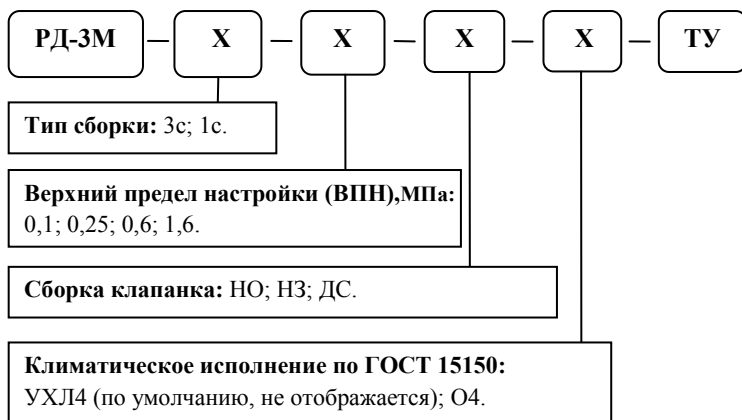 РД-3М — Х — Х — Х — Х — ТУ
Тип сборки: 3с; 1с.
Верхний предел настройки (ВПН),МПа:
0,1; 0,25; 0,6; 1,6.
Сборка клапанка: НО; НЗ; ДС.
Климатическое исполнение по ГОСТ 15150:
УХЛ4 (по умолчанию, не отображается); О4.